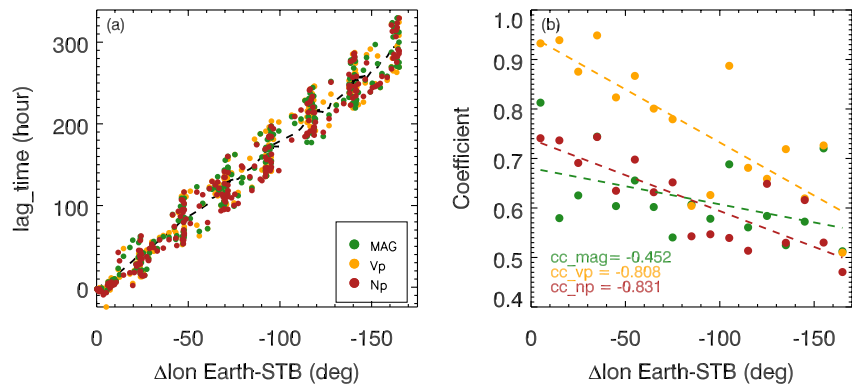 (a)
300
200
100
0
lag_time (hour)
MAG
Vp
Np
0
-50
-100
-150
Δlon Earth-STB (deg)
(b)
1.0
0.9
0.8
0.7
0.6
0.5
0.4
Coefficient
cc_mag= -0.452
cc_vp = -0.808
cc_np = -0.831
0
-50
-100
-150
Δlon Earth-STB (deg)